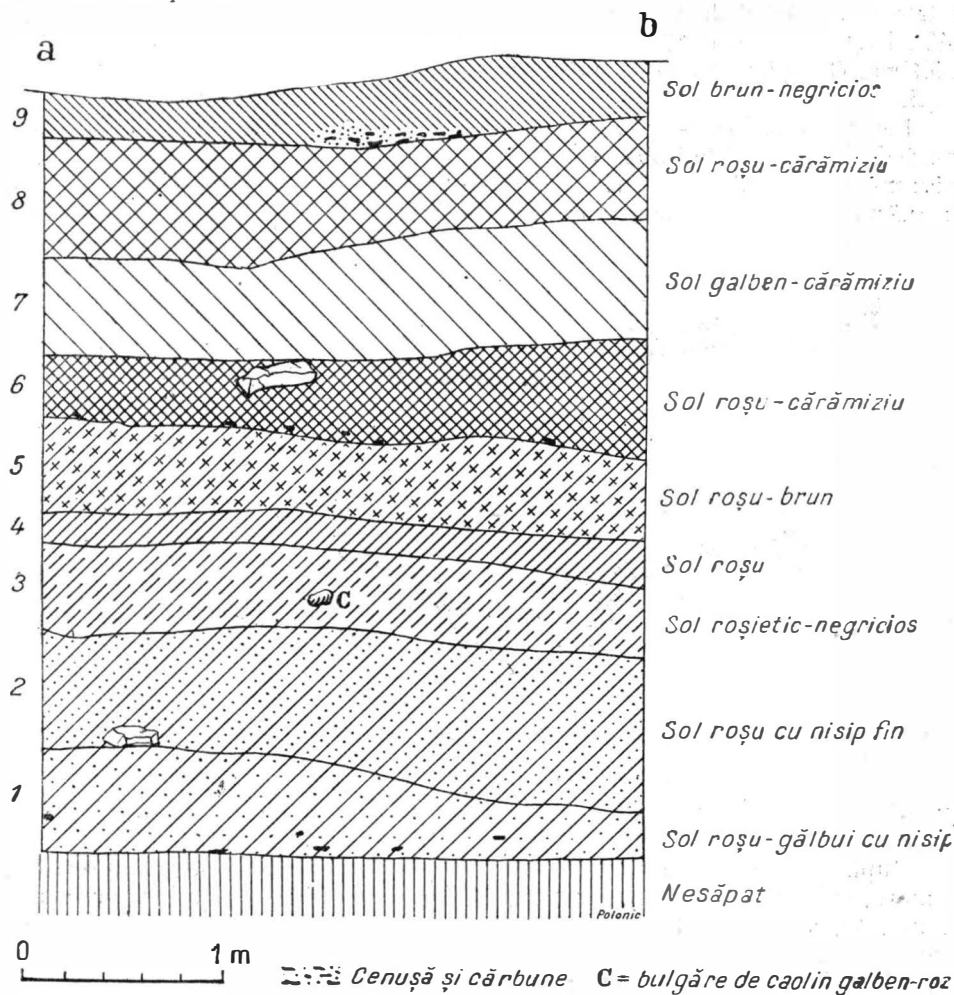 a b
9 Sol brun-negricios
8 Sol roșu-cărămiziu
7 Sol galben-cărămiziu
6 Sol roșu-cărămiziu
5 Sol roșu-brun
4 Sol roșu
3 C Sol roșietic-negricios
2 Sol roșu cu nisip fin
1 Sol roșu-gălbui cu nisip
Nesăpat
Polonic
0 1 m
Cenușă și cărbune C = bulgăre de caolin galben-roz